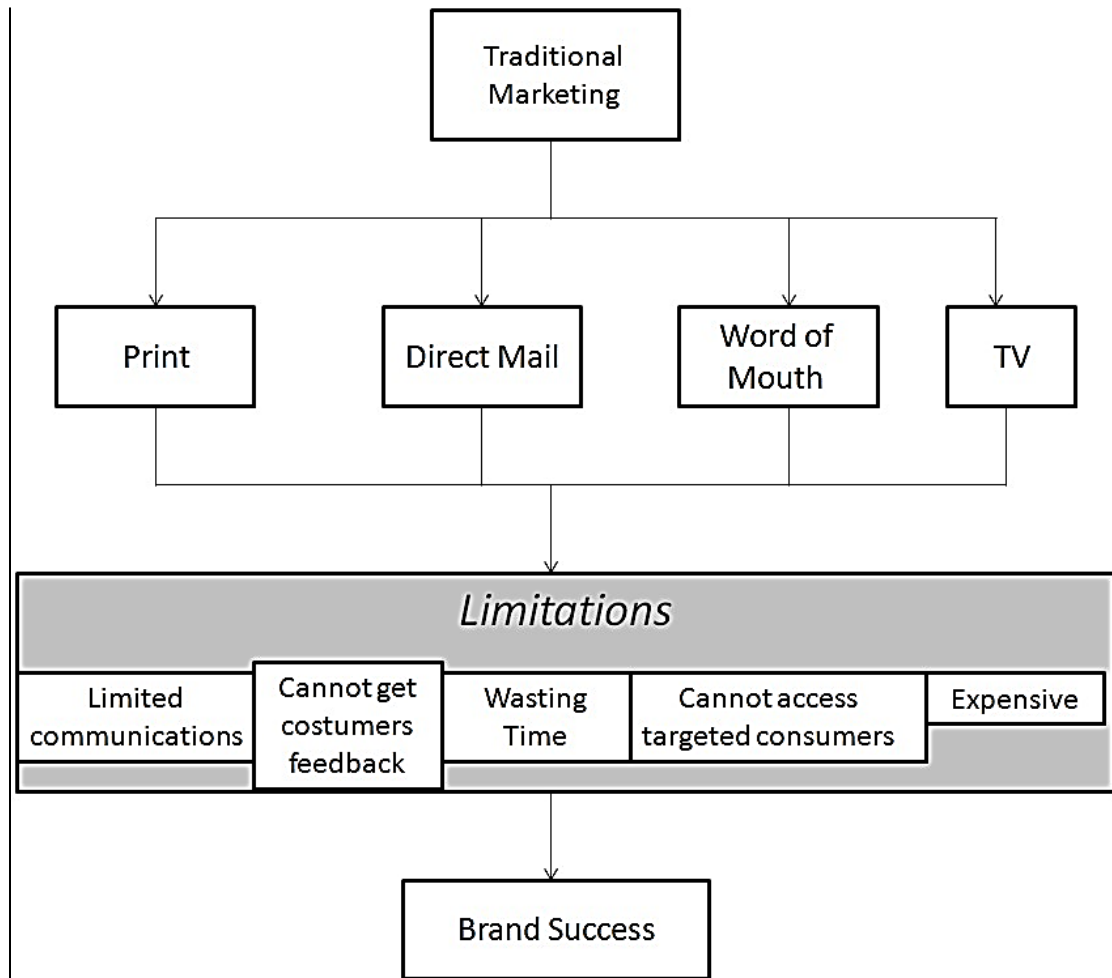 Traditional
Marketing
Print
Direct Mail
Word of
Mouth
TV
Limitations
Limited
communications
Cannot get
costumers
feedback
Wasting
Time
Cannot access
targeted consumers
Expensive
Brand Success